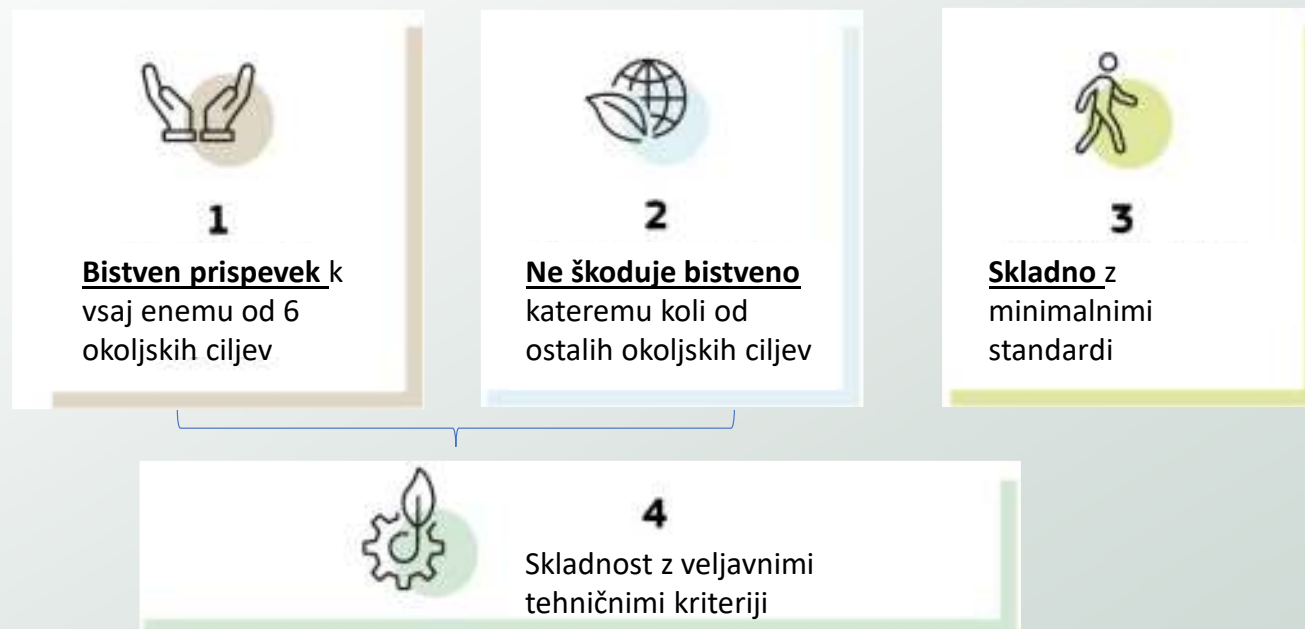 1
Bistven prispevek k
vsaj enemu od 6
okoljskih ciljev
2
Ne škoduje bistveno
kateremu koli od
ostalih okoljskih ciljev
3
Skladno z
minimalnimi
standardi
4
Skladnost z veljavnimi
tehničnimi kriteriji